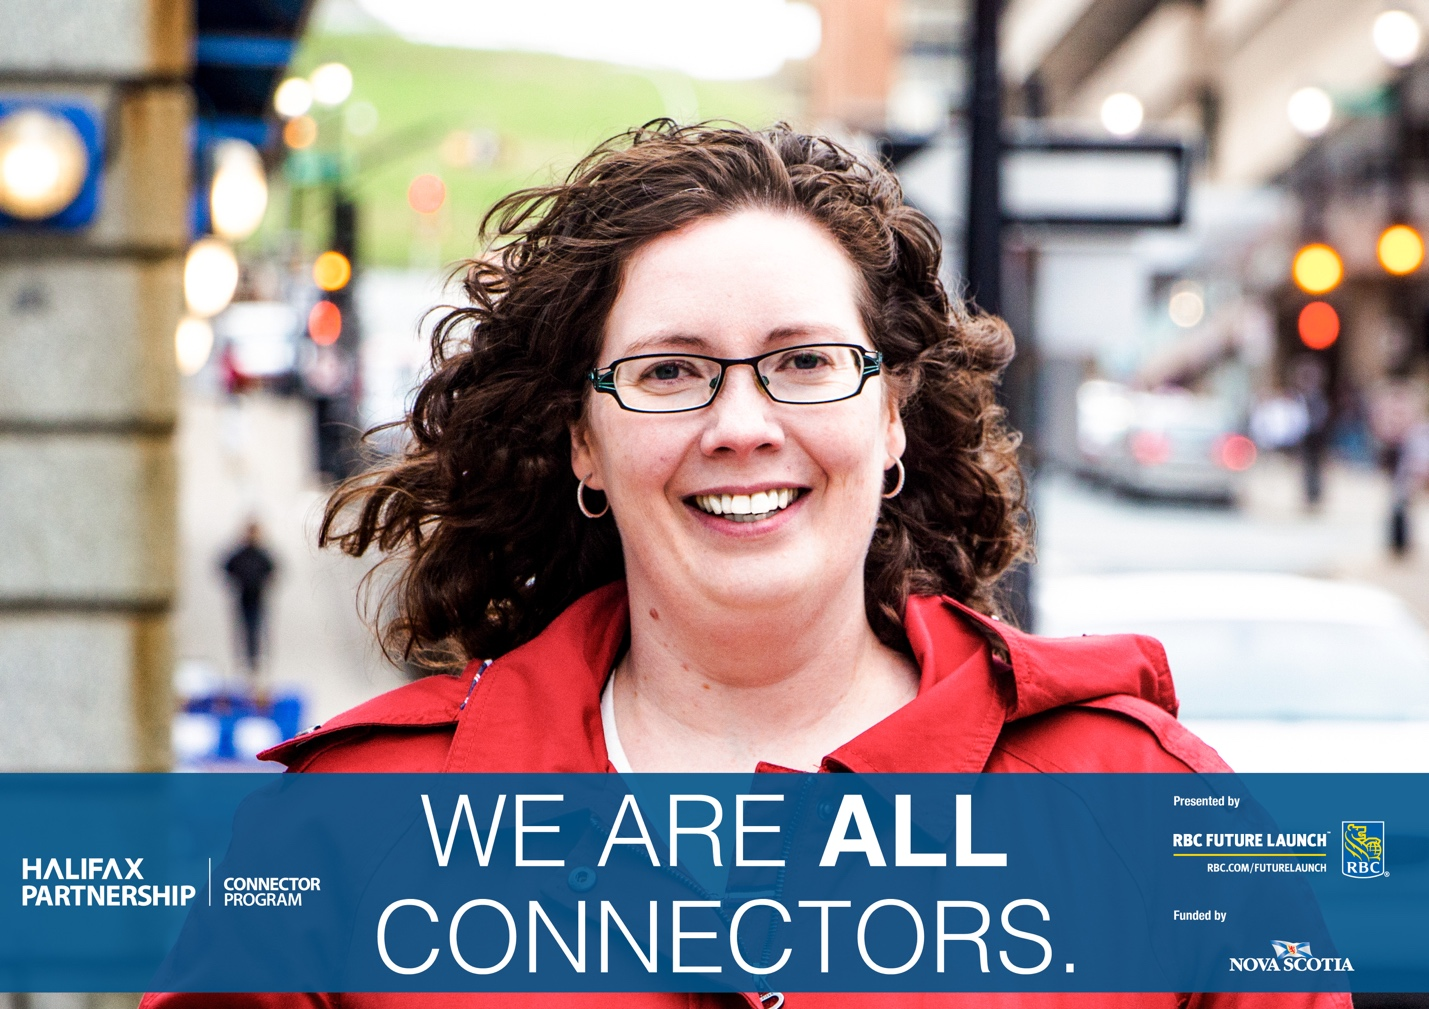 WE ARE ALL
CONNECTORS.
HALIFAX
PARTNERSHIP
CONNECTOR
PROGRAM
Presented by
RBC FUTURE LAUNCH™
RBC.COM/FUTURELAUNCH
RBC®
Funded by
NOVA SCOTIA